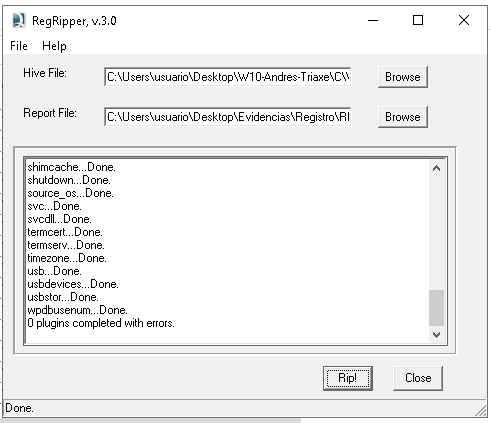 RegRipper, v.3.0
File Help
Hive File: C:\Users\usuario\Desktop\W10-Andres-Triaxe\C\ Browse
Report File: C:\Users\usuario\Desktop\Evidencias\Registro\RI Browse
shimcache...Done.
shutdown...Done.
source_os...Done.
svc...Done.
svcdll...Done.
termcert...Done.
termserv...Done.
timezone...Done.
usb...Done.
usbdevices...Done.
usbstor...Done.
wpdbusenum...Done.
0 plugins completed with errors.
Rip! Close
Done.